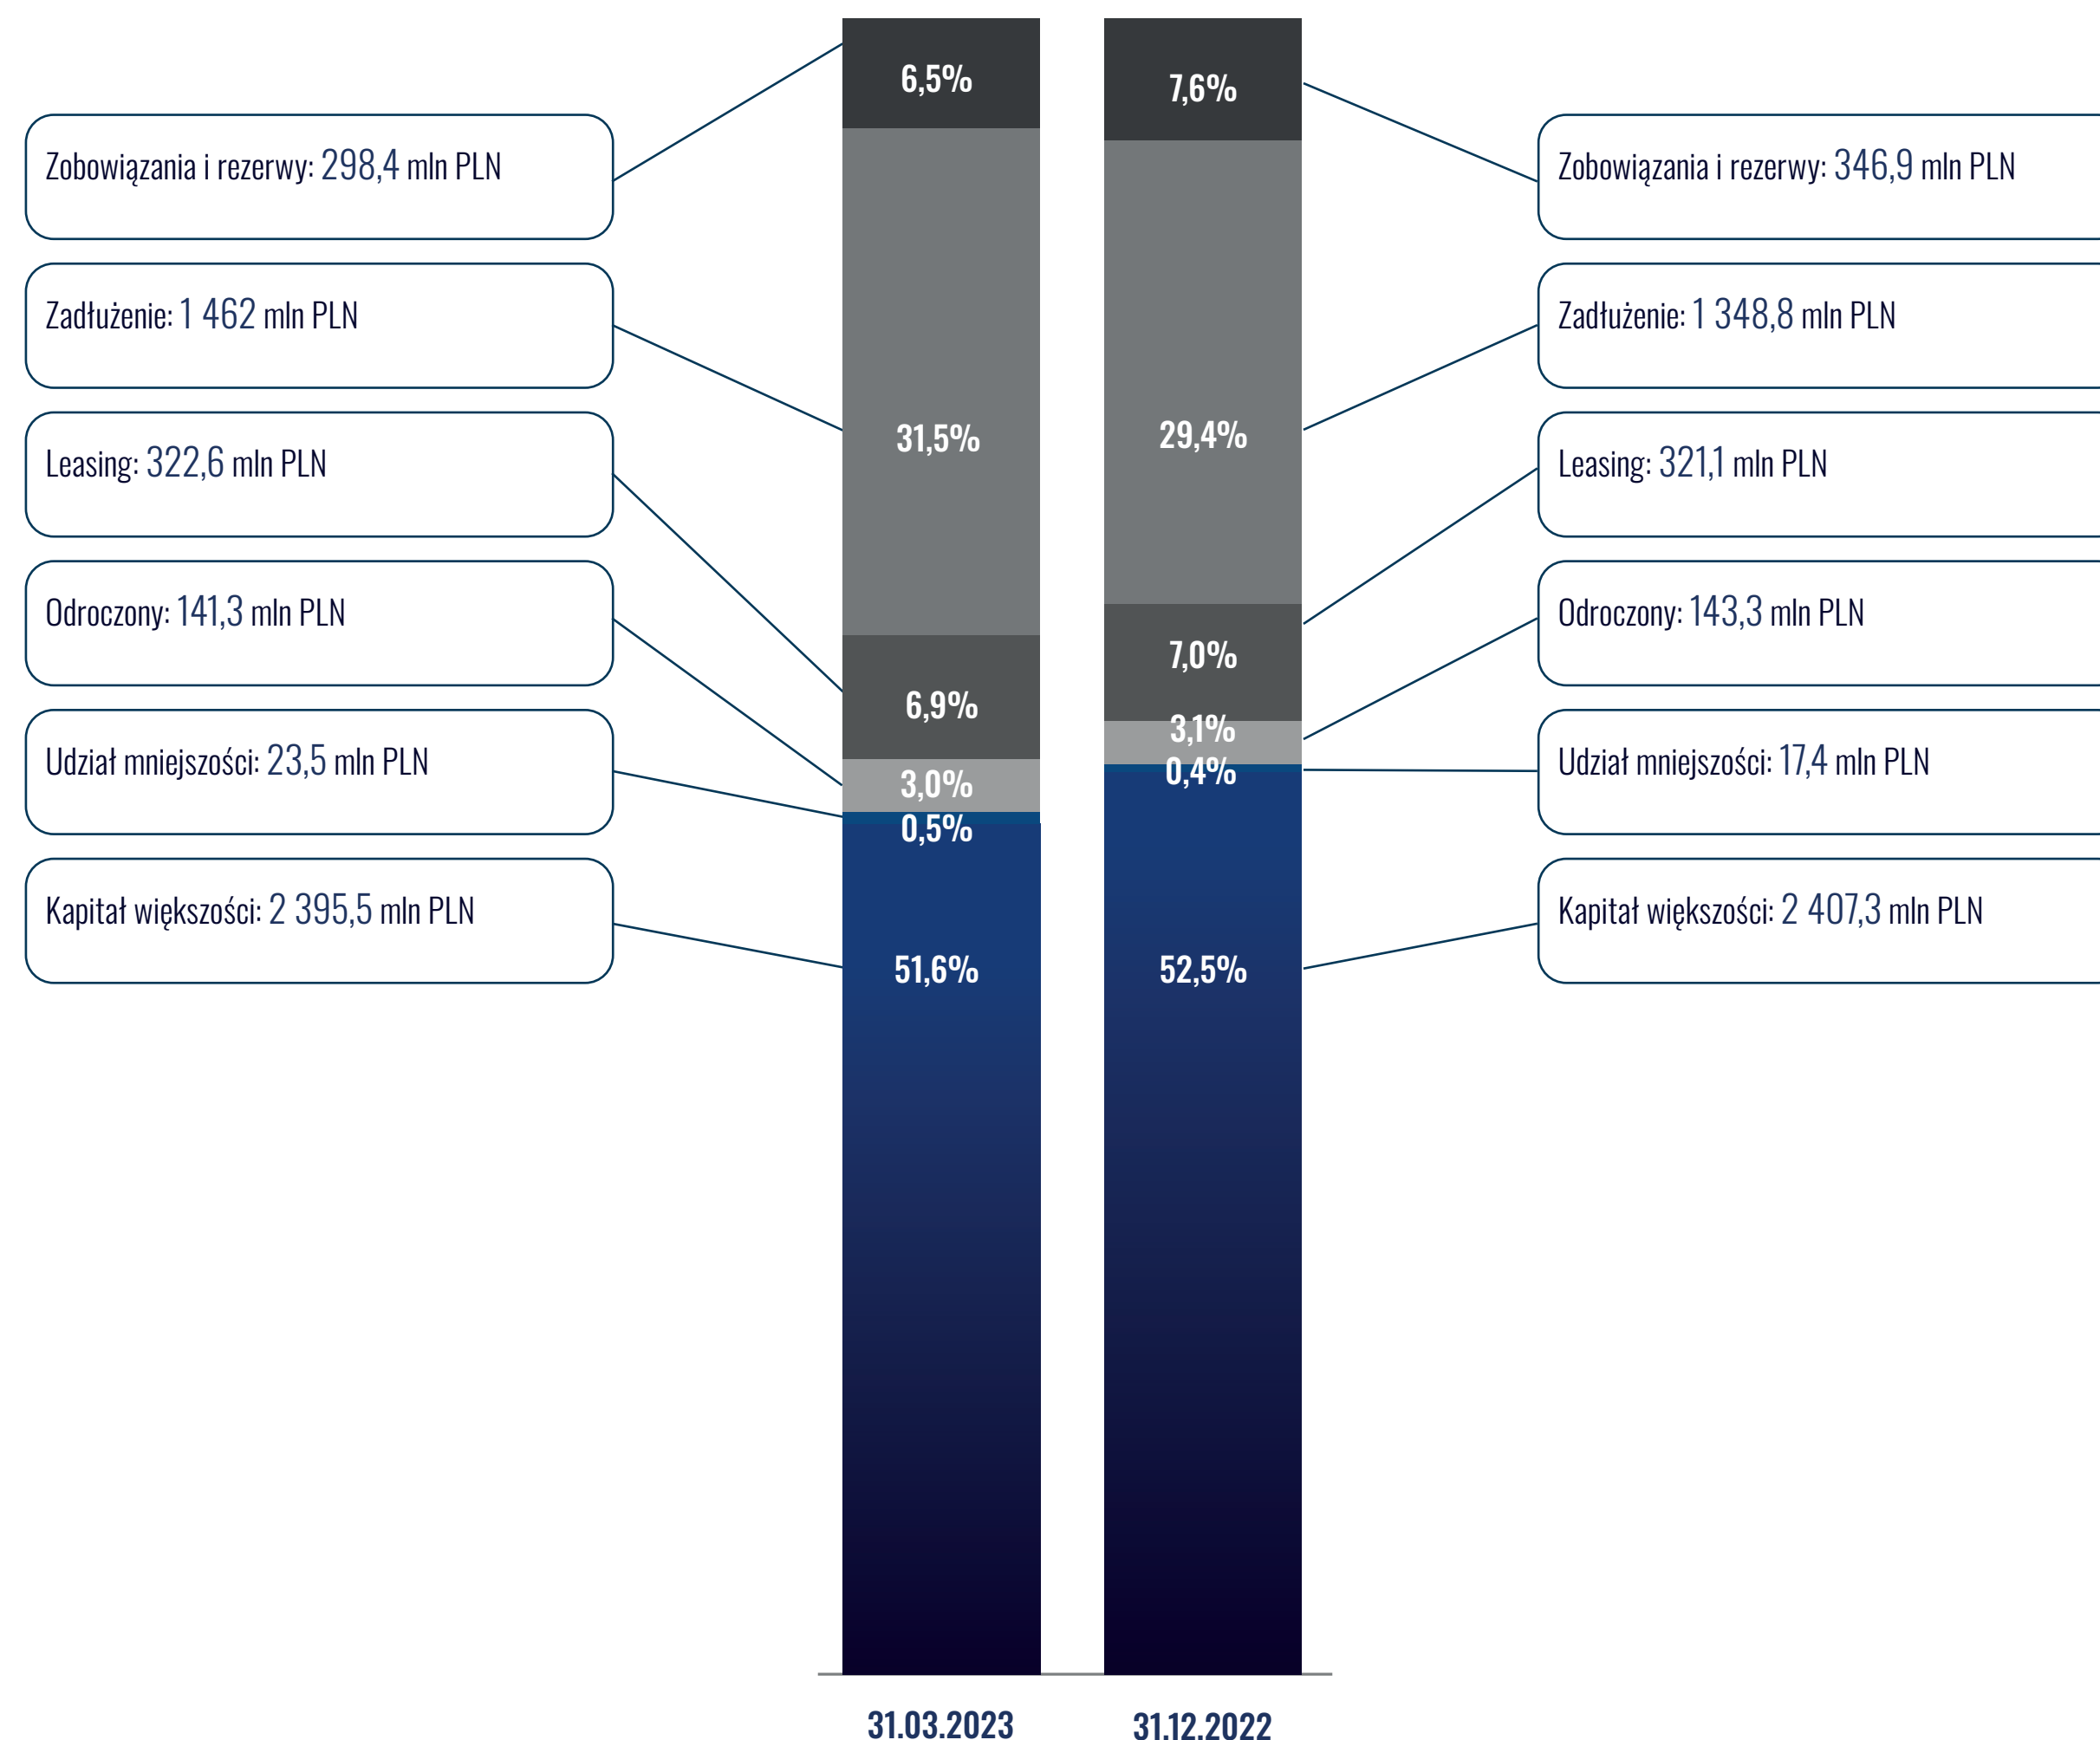 Zobowiązania i rezerwy: 298,4 mln PLN
Zadłużenie: 1 462 mln PLN
Leasing: 322,6 mln PLN
Odroczony: 141,3 mln PLN
Udział mniejszości: 23,5 mln PLN
Kapitał większości: 2 395,5 mln PLN
6,5%
31,5%
6,9%
3,0%
0,5%
51,6%
31.03.2023
7,6%
29,4%
7,0%
3,1%
0,4%
52,5%
31.12.2022
Zobowiązania i rezerwy: 346,9 mln PLN
Zadłużenie: 1 348,8 mln PLN
Leasing: 321,1 mln PLN
Odroczony: 143,3 mln PLN
Udział mniejszości: 17,4 mln PLN
Kapitał większości: 2 407,3 mln PLN